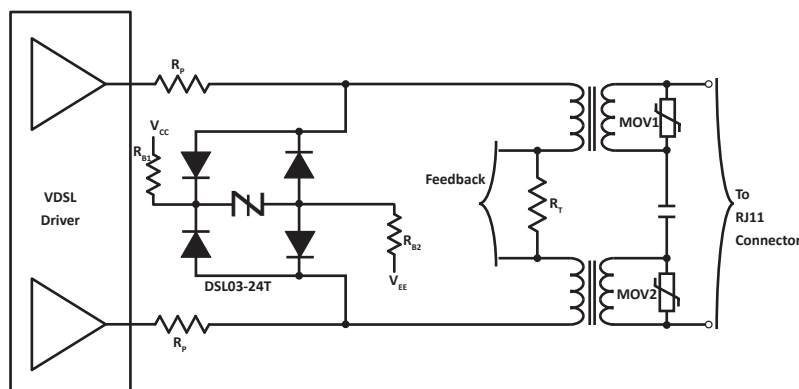 R_P
V_CC
R_B1
MOV1
VDSL
Driver
Feedback
R_T
To
RJ11
Connector
R_B2
DSL03-24T
V_EE
MOV2
R_P